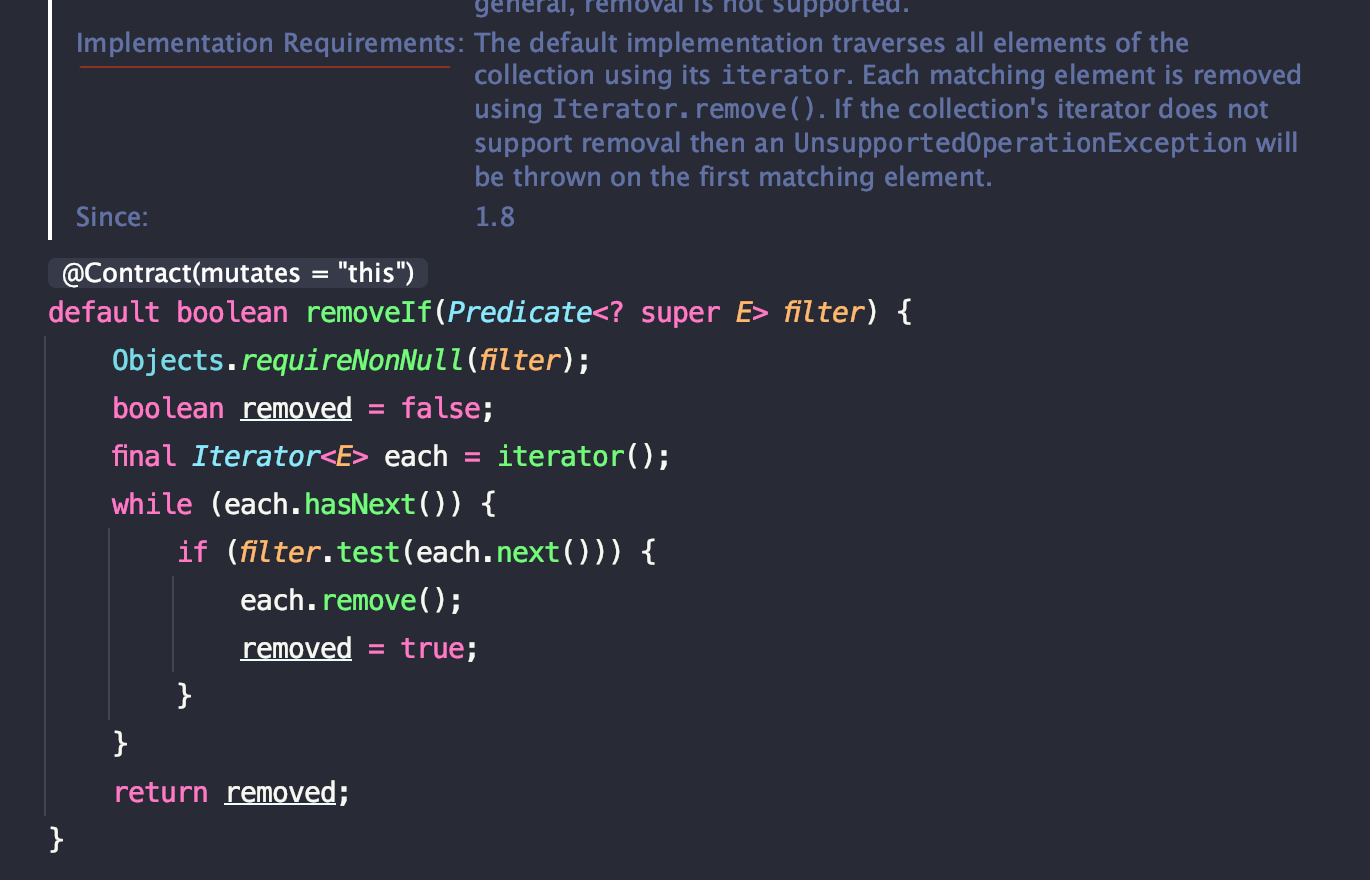 general, removal is not supported.
Implementation Requirements: The default implementation traverses all elements of the
collection using its iterator. Each matching element is removed
using Iterator.remove(). If the collection's iterator does not
support removal then an UnsupportedOperationException will
be thrown on the first matching element.
Since: 1.8
@Contract(mutates = "this")
default boolean removeIf(Predicate<? super E> filter) {
    Objects.requireNonNull(filter);
    boolean removed = false;
    final Iterator<E> each = iterator();
    while (each.hasNext()) {
        if (filter.test(each.next())) {
            each.remove();
            removed = true;
        }
    }
    return removed;
}